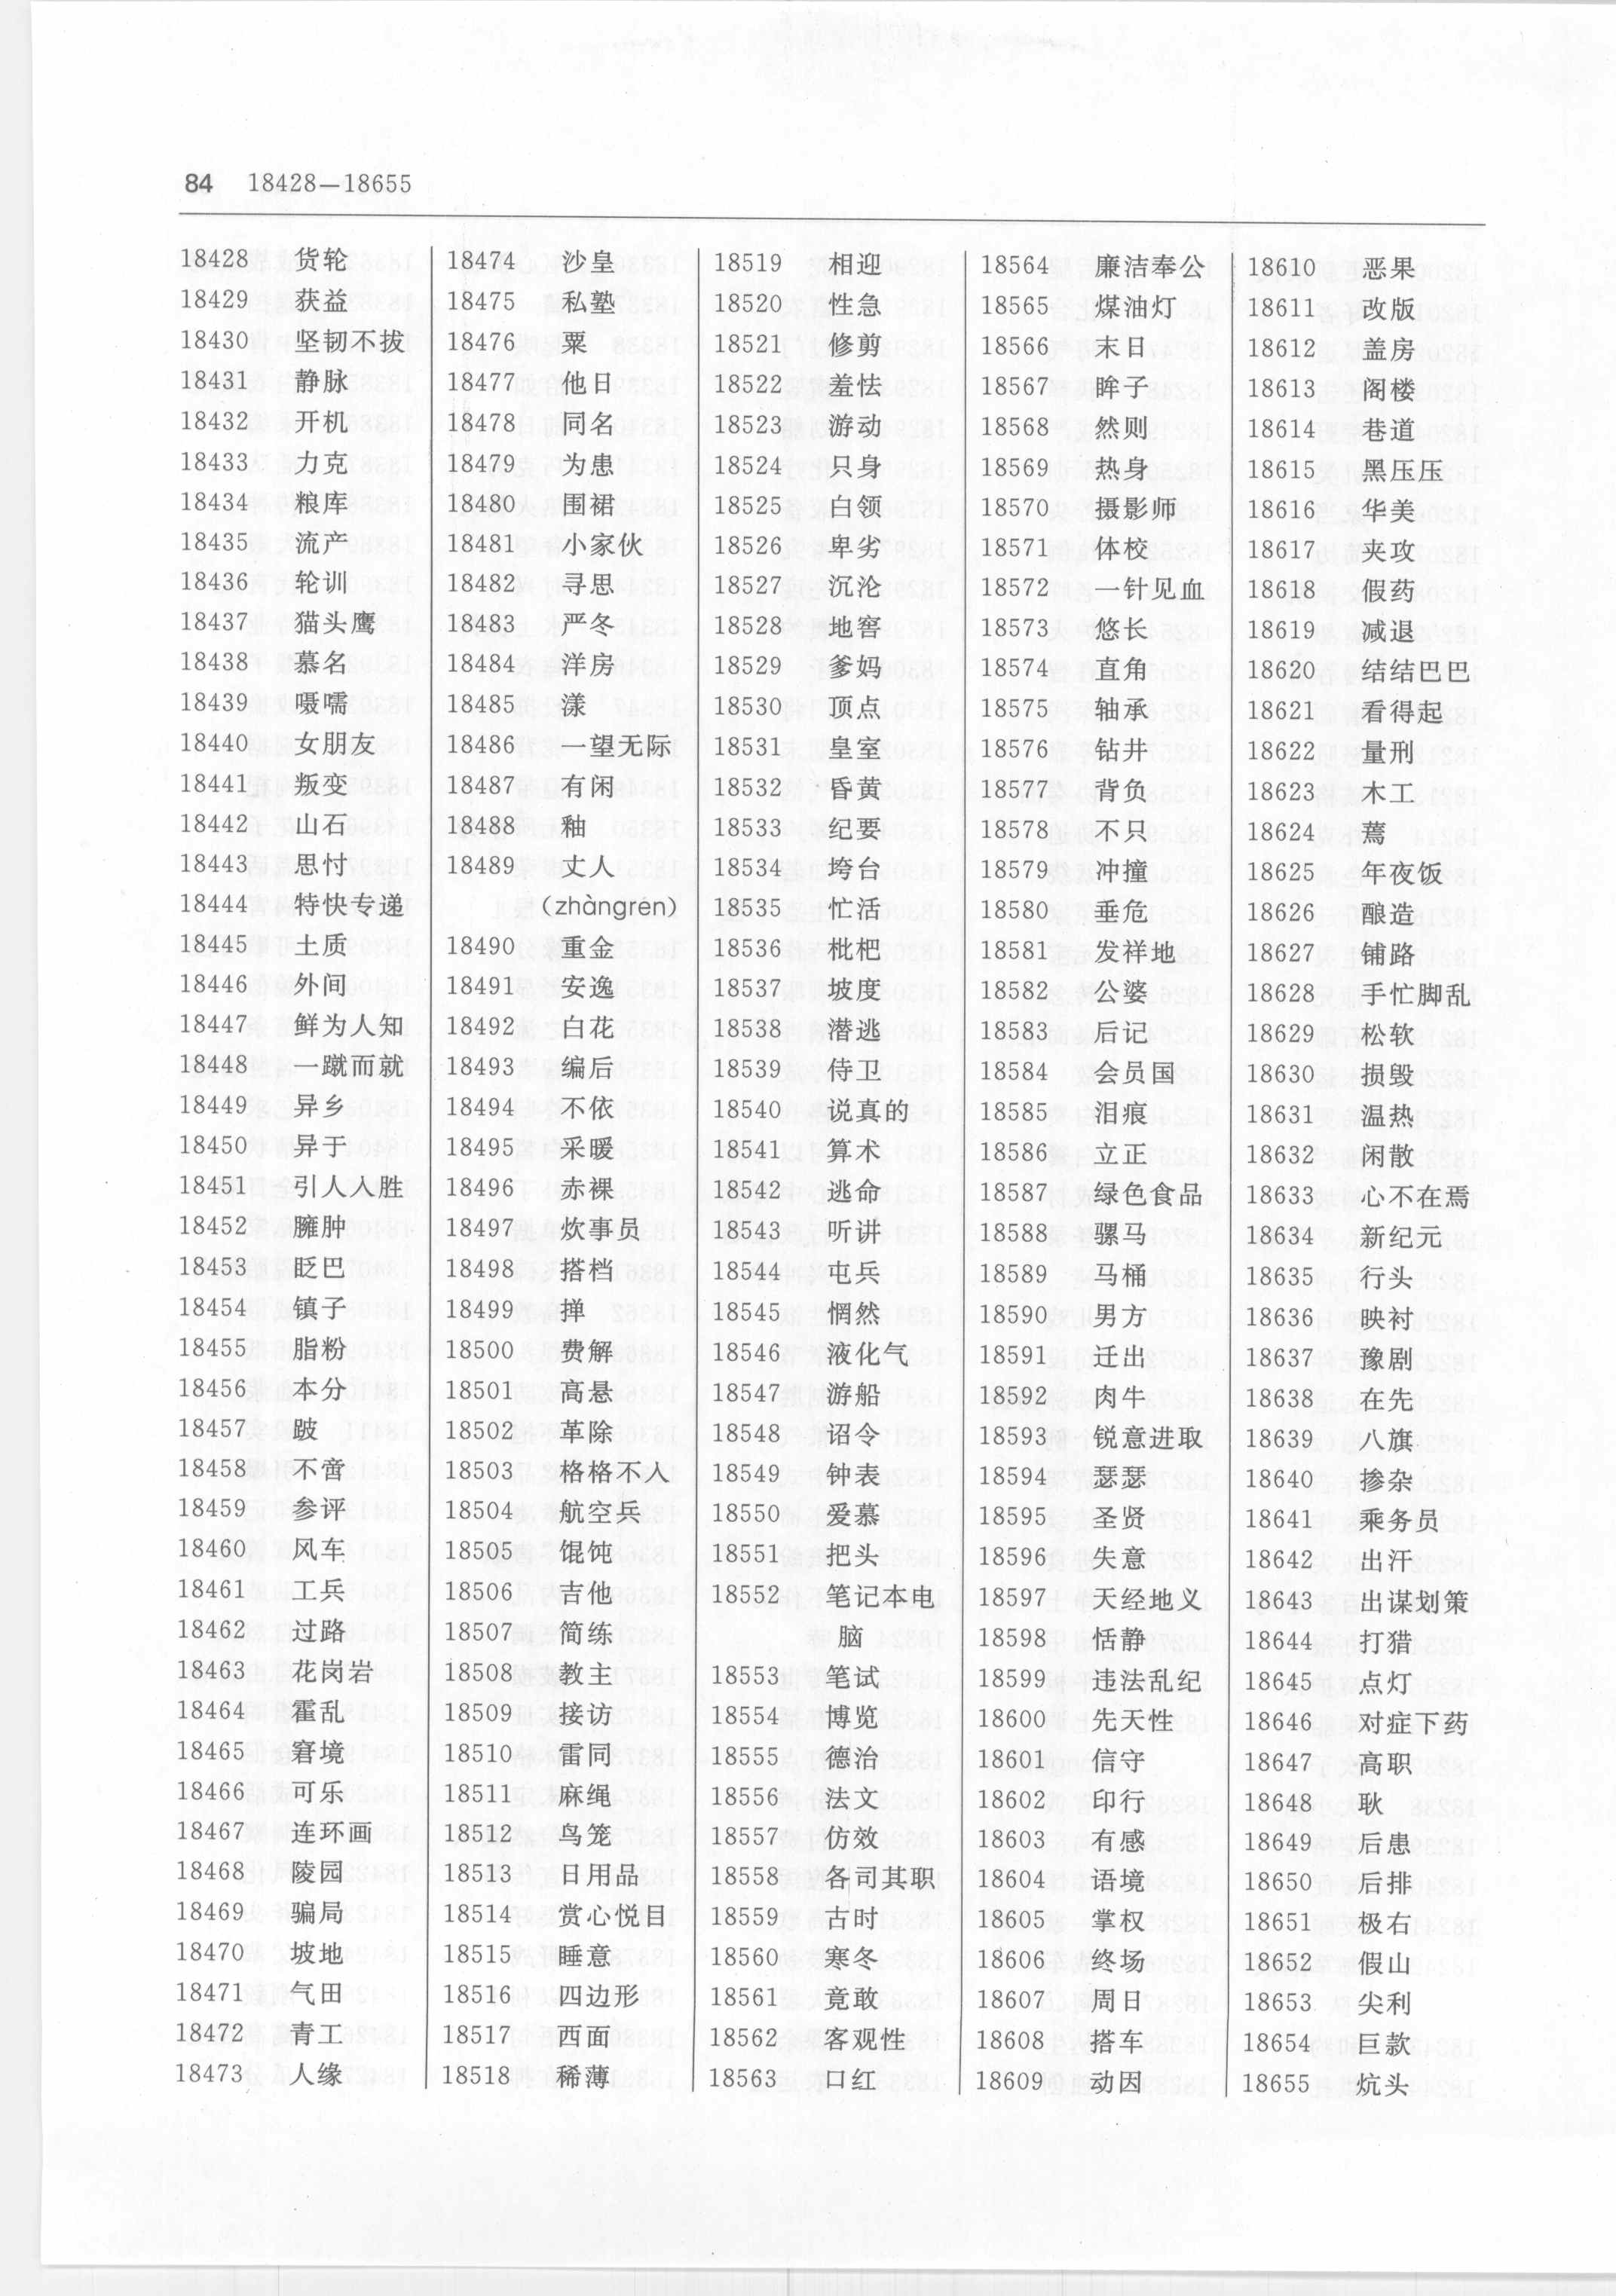 84 18428—18655
18428 货轮
18429 获益
18430 坚韧不拔
18431 静脉
18432 开机
18433 力克
18434 粮库
18435 流产
18436 轮训
18437 猫头鹰
18438 慕名
18439 嗫嚅
18440 女朋友
18441 叛变
18442 山石
18443 思忖
18444 特快专递
18445 土质
18446 外间
18447 鲜为人知
18448 一蹴而就
18449 异乡
18450 异于
18451 引人入胜
18452 臃肿
18453 眨巴
18454 镇子
18455 脂粉
18456 本分
18457 跛
18458 不啻
18459 参评
18460 风车
18461 工兵
18462 过路
18463 花岗岩
18464 霍乱
18465 窘境
18466 可乐
18467 连环画
18468 陵园
18469 骗局
18470 坡地
18471 气田
18472 青工
18473 人缘
18474 沙皇
18475 私塾
18476 粟
18477 他日
18478 同名
18479 为患
18480 围裙
18481 小家伙
18482 寻思
18483 严冬
18484 洋房
18485 漾
18486 一望无际
18487 有闲
18488 釉
18489 丈人
(zhàngren)
18490 重金
18491 安逸
18492 白花
18493 编后
18494 不依
18495 采暖
18496 赤裸
18497 炊事员
18498 搭档
18499 掸
18500 费解
18501 高悬
18502 革除
18503 格格不入
18504 航空兵
18505 馄饨
18506 吉他
18507 简练
18508 教主
18509 接访
18510 雷同
18511 麻绳
18512 鸟笼
18513 日用品
18514 赏心悦目
18515 睡意
18516 四边形
18517 西面
18518 稀薄
18519 相迎
18520 性急
18521 修剪
18522 羞怯
18523 游动
18524 只身
18525 白领
18526 卑劣
18527 沉沦
18528 地窖
18529 爹妈
18530 顶点
18531 皇室
18532 昏黄
18533 纪要
18534 垮台
18535 忙活
18536 枇杷
18537 坡度
18538 潜逃
18539 侍卫
18540 说真的
18541 算术
18542 逃命
18543 听讲
18544 屯兵
18545 惘然
18546 液化气
18547 游船
18548 诏令
18549 钟表
18550 爱慕
18551 把头
18552 笔记本电
脑
18553 笔试
18554 博览
18555 德治
18556 法文
18557 仿效
18558 各司其职
18559 古时
18560 寒冬
18561 竟敢
18562 客观性
18563 口红
18564 廉洁奉公
18565 煤油灯
18566 末日
18567 眸子
18568 然则
18569 热身
18570 摄影师
18571 体校
18572 一针见血
18573 悠长
18574 直角
18575 轴承
18576 钻井
18577 背负
18578 不只
18579 冲撞
18580 垂危
18581 发祥地
18582 公婆
18583 后记
18584 会员国
18585 泪痕
18586 立正
18587 绿色食品
18588 骡马
18589 马桶
18590 男方
18591 迁出
18592 肉牛
18593 锐意进取
18594 瑟瑟
18595 圣贤
18596 失意
18597 天经地义
18598 恬静
18599 违法乱纪
18600 先天性
18601 信守
18602 印行
18603 有感
18604 语境
18605 掌权
18606 终场
18607 周日
18608 搭车
18609 动因
18610 恶果
18611 改版
18612 盖房
18613 阁楼
18614 巷道
18615 黑压压
18616 华美
18617 夹攻
18618 假药
18619 减退
18620 结结巴巴
18621 看得起
18622 量刑
18623 木工
18624 蔫
18625 年夜饭
18626 酿造
18627 铺路
18628 手忙脚乱
18629 松软
18630 损毁
18631 温热
18632 闲散
18633 心不在焉
18634 新纪元
18635 行头
18636 映衬
18637 豫剧
18638 在先
18639 八旗
18640 掺杂
18641 乘务员
18642 出汗
18643 出谋划策
18644 打猎
18645 点灯
18646 对症下药
18647 高职
18648 耿
18649 后患
18650 后排
18651 极右
18652 假山
18653 尖利
18654 巨款
18655 炕头